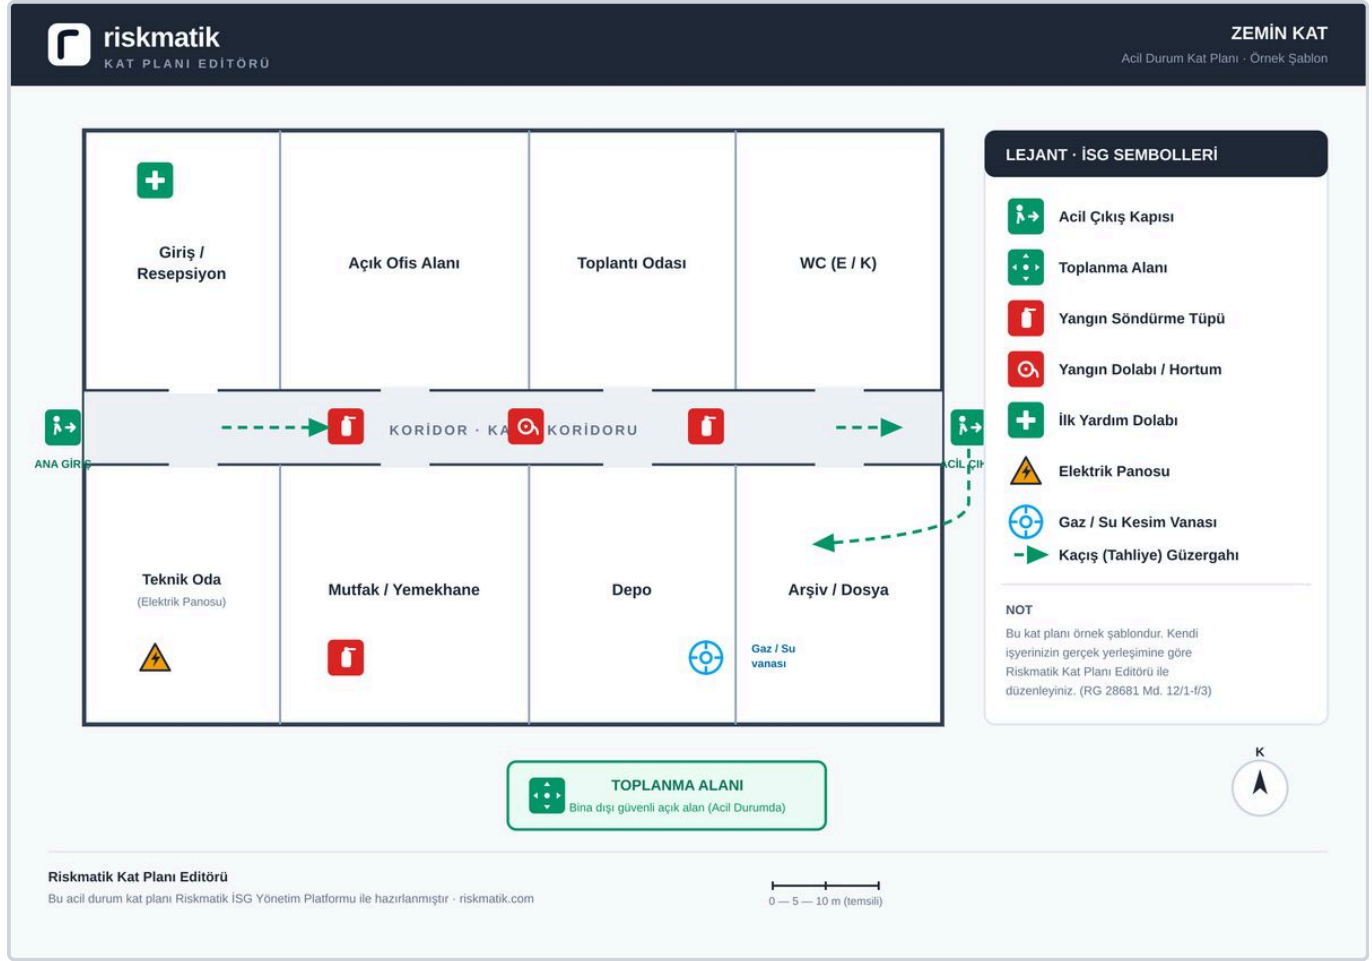 riskmatik
KAT PLANI EDİTÖRÜ
ZEMİN KAT
Acil Durum Kat Planı · Örnek Şablon
Giriş /
Resepsiyon
Açık Ofis Alanı
Toplantı Odası
WC (E / K)
ANA GİRİŞ
KORİDOR · KA
KORİDORU
ACİL ÇIK
Teknik Oda
(Elektrik Panosu)
Mutfak / Yemekhane
Depo
Arşiv / Dosya
Gaz / Su
vanası
LEJANT · İSG SEMBOLLERİ
Acil Çıkış Kapısı
Toplanma Alanı
Yangın Söndürme Tüpü
Yangın Dolabı / Hortum
İlk Yardım Dolabı
Elektrik Panosu
Gaz / Su Kesim Vanası
Kaçış (Tahliye) Güzergahı
NOT
Bu kat planı örnek şablondur. Kendi
işyerinizin gerçek yerleşimine göre
Riskmatik Kat Planı Editörü ile
düzenleyiniz. (RG 28681 Md. 12/1-f/3)
TOPLANMA ALANI
Bina dışı güvenli açık alan (Acil Durumda)
K
Riskmatik Kat Planı Editörü
Bu acil durum kat planı Riskmatik İSG Yönetim Platformu ile hazırlanmıştır · riskmatik.com
0 — 5 — 10 m (temsili)